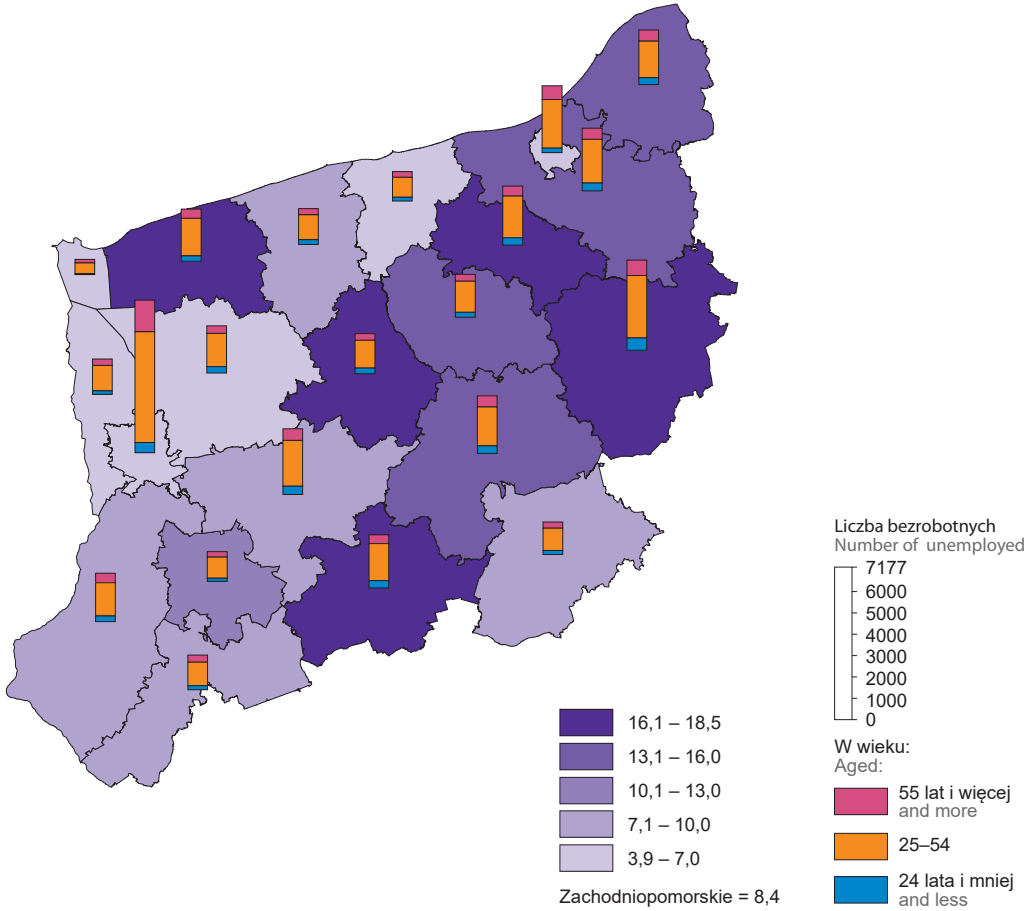 Liczba bezrobotnych
Number of unemployed
7177
6000
5000
4000
3000
2000
1000
0
W wieku:
Aged:
55 lat i więcej
and more
25–54
24 lata i mniej
and less
16,1 – 18,5
13,1 – 16,0
10,1 – 13,0
7,1 – 10,0
3,9 – 7,0
Zachodniopomorskie = 8,4